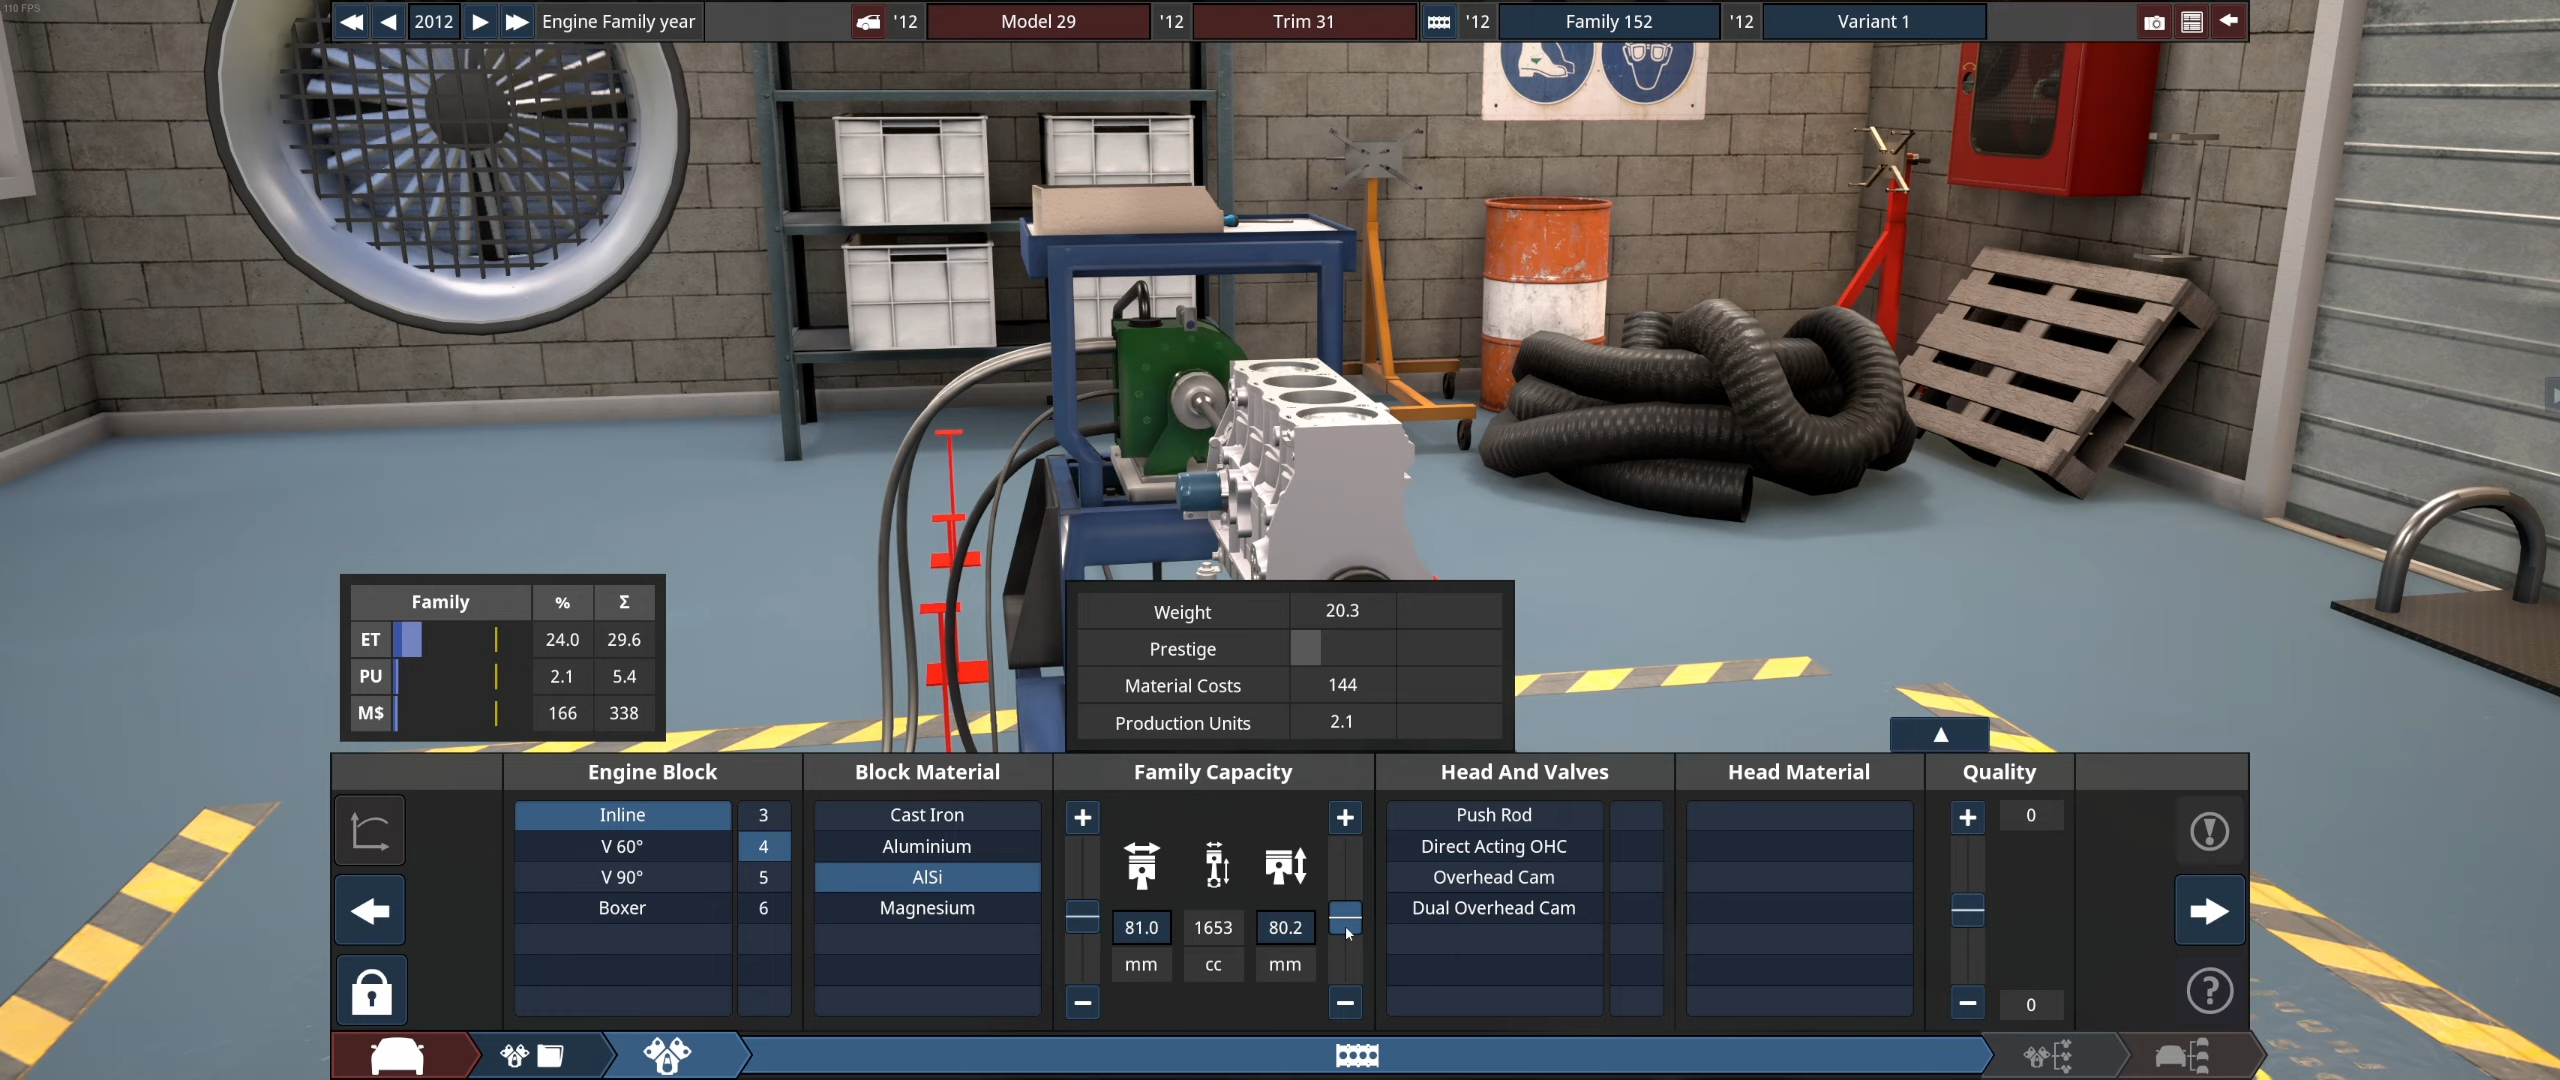 110 FPS
2012 Engine Family year '12 Model 29 '12 Trim 31 '12 Family 152 '12 Variant 1
Family % Σ
ET 24.0 29.6
PU 2.1 5.4
M$ 166 338
Weight 20.3
Prestige
Material Costs 144
Production Units 2.1
Engine Block Block Material Family Capacity Head And Valves Head Material Quality
Inline 3 Cast Iron Push Rod 0
V 60° 4 Aluminium Direct Acting OHC
V 90° 5 AlSi Overhead Cam
Boxer 6 Magnesium Dual Overhead Cam
81.0 1653 80.2
mm cc mm
0